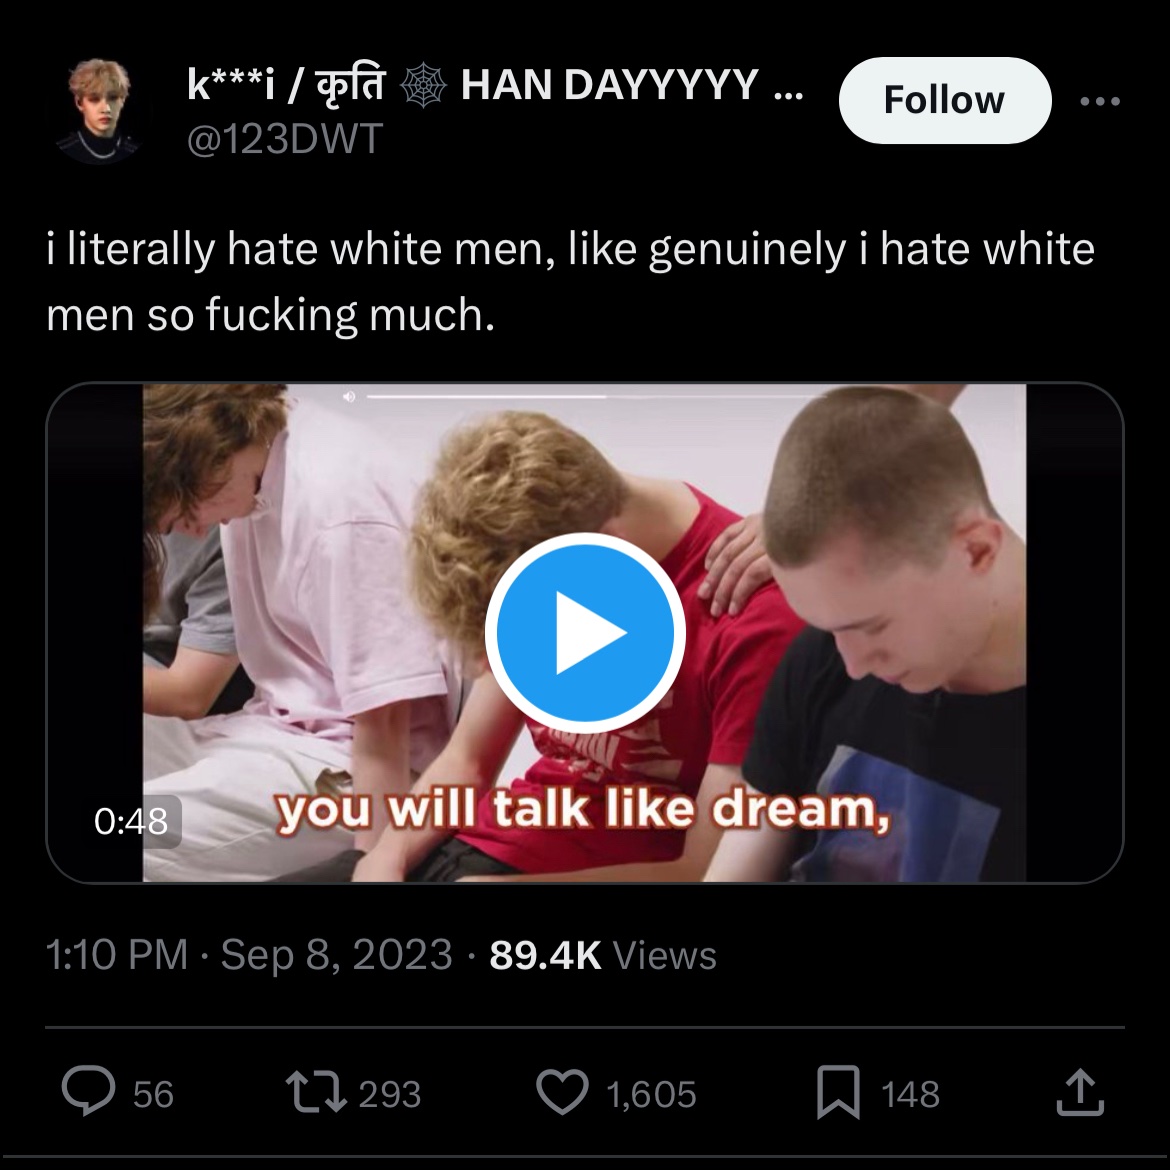 k***i / कृति 🕸 HAN DAYYYYY ...
Follow
@123DWT
i literally hate white men, like genuinely i hate white
men so fucking much.
you will talk like dream,
0:48
1:10 PM · Sep 8, 2023 · 89.4K Views
56 293 1,605 148